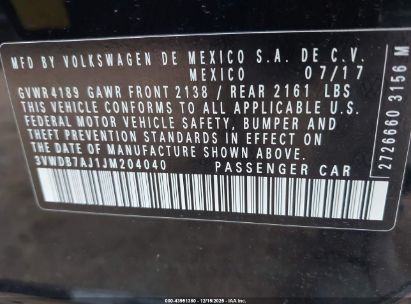 MFD BY VOLKSWAGEN DE MEXICO S.A. DE C.V.
MEXICO 07/17
GVWR4189 GAWR FRONT 2138 / REAR 2161 LBS
THIS VEHICLE CONFORMS TO ALL APPLICABLE U.S.
FEDERAL MOTOR VEHICLE SAFETY, BUMPER AND
THEFT PREVENTION STANDARDS IN EFFECT ON
THE DATE OF MANUFACTURE SHOWN ABOVE.
3VWDB7AJ1JM204040 PASSENGER CAR
2726660 3156 M